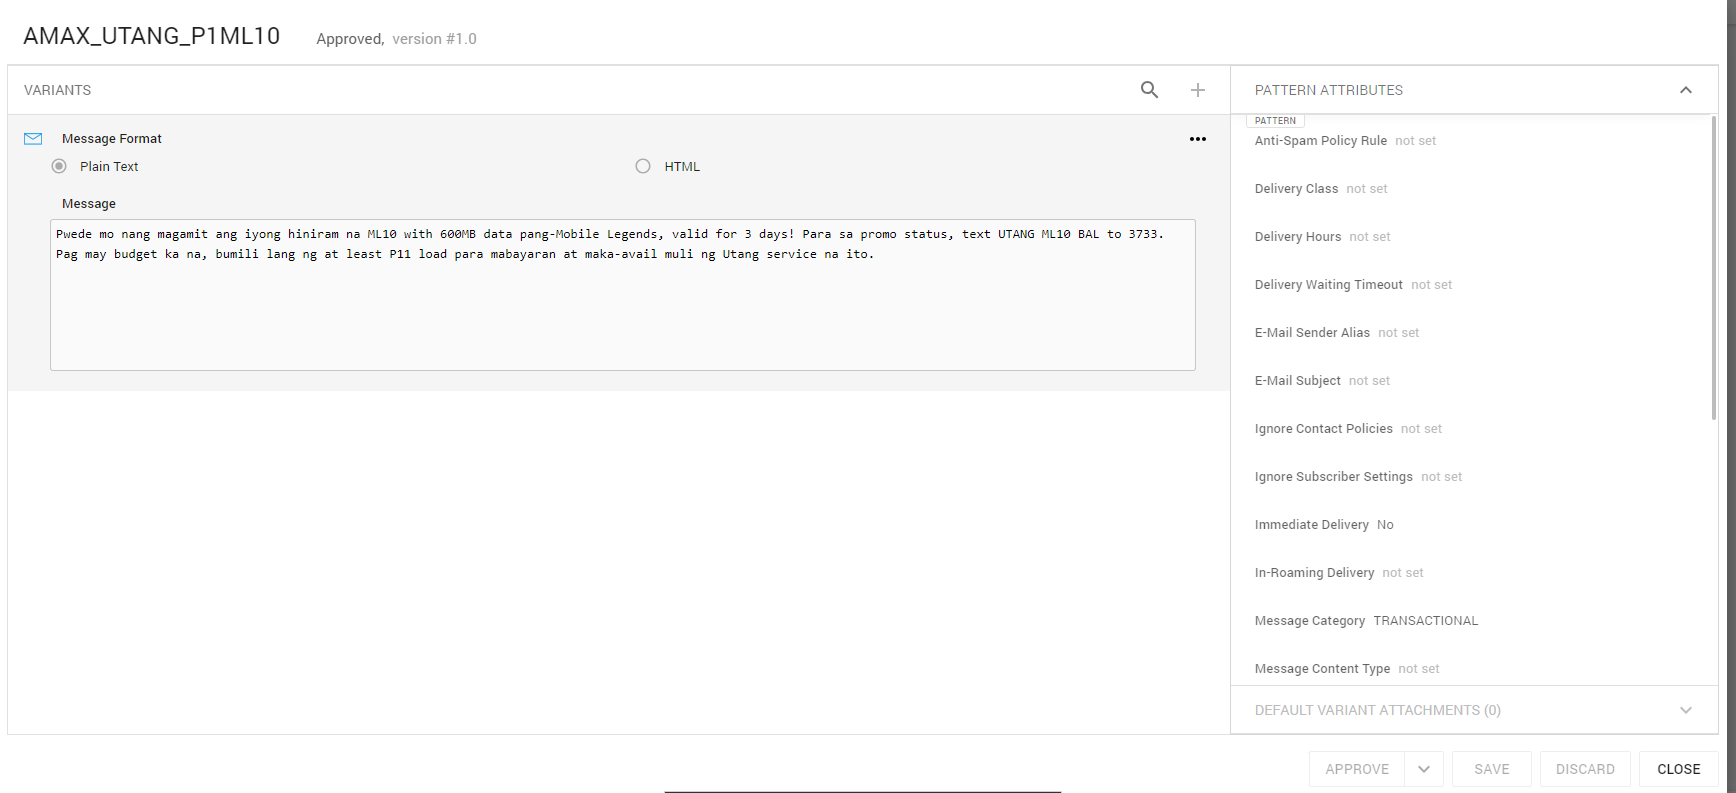 AMAX_UTANG_P1ML10 Approved, version #1.0
VARIANTS
Message Format
Plain Text HTML
Message
Pwede mo nang magamit ang iyong hiniram na ML10 with 600MB data pang-Mobile Legends, valid for 3 days! Para sa promo status, text UTANG ML10 BAL to 3733.
Pag may budget ka na, bumili lang ng at least P11 load para mabayaran at maka-avail muli ng Utang service na ito.
PATTERN ATTRIBUTES
PATTERN
Anti-Spam Policy Rule not set
Delivery Class not set
Delivery Hours not set
Delivery Waiting Timeout not set
E-Mail Sender Alias not set
E-Mail Subject not set
Ignore Contact Policies not set
Ignore Subscriber Settings not set
Immediate Delivery No
In-Roaming Delivery not set
Message Category TRANSACTIONAL
Message Content Type not set
DEFAULT VARIANT ATTACHMENTS (0)
APPROVE SAVE DISCARD CLOSE